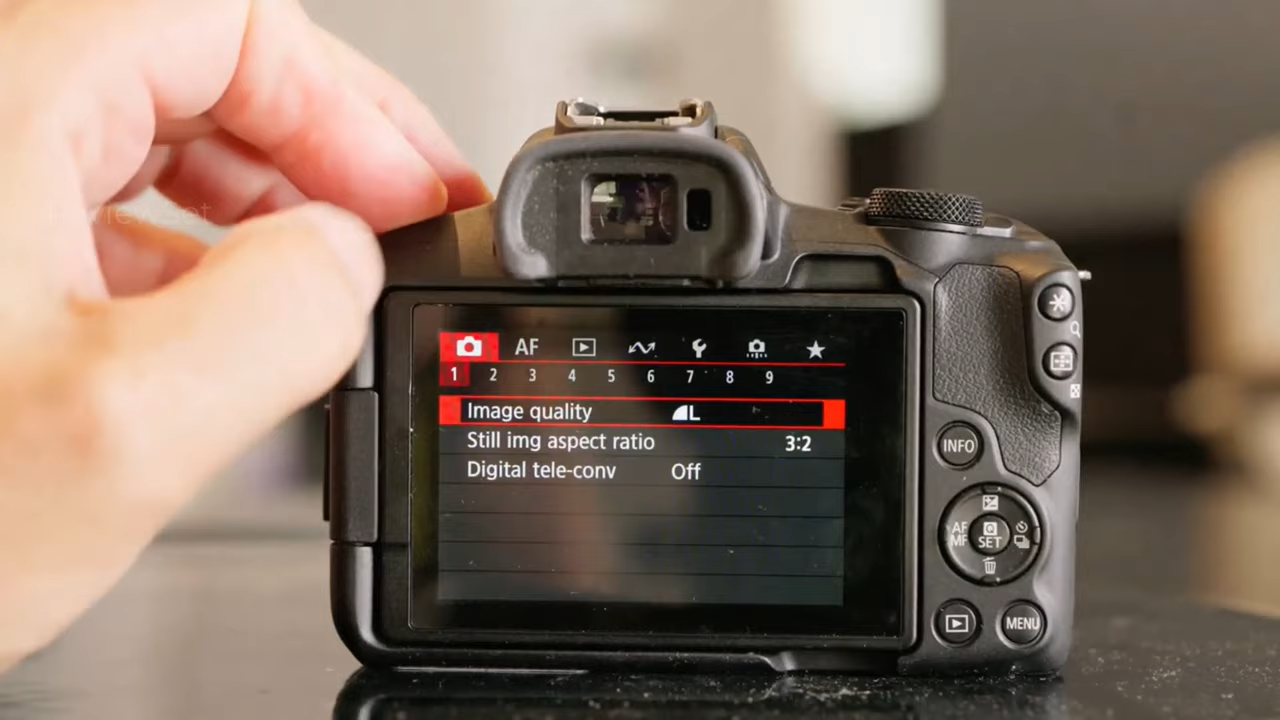 AF
1 2 3 4 5 6 7 8 9
Image quality L
Still img aspect ratio 3:2
Digital tele-conv Off
INFO
AF
MF
Q
SET
MENU